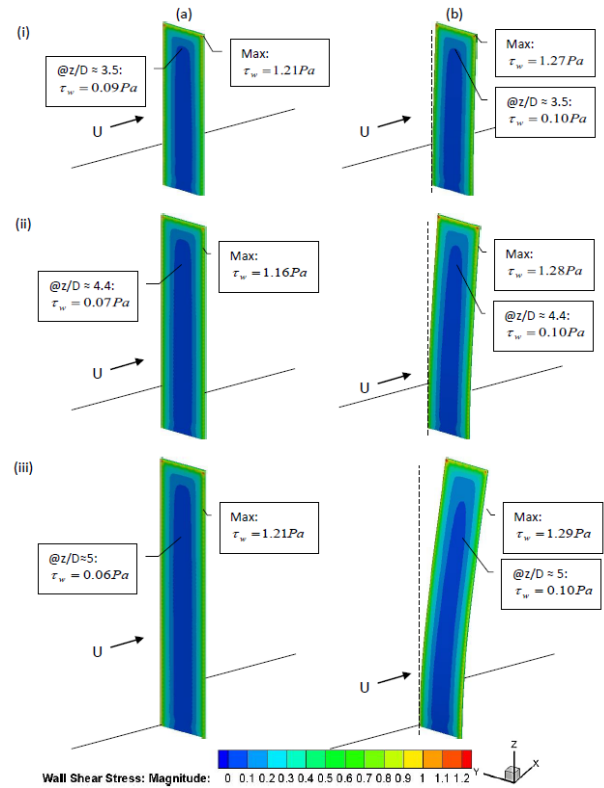 (a) (b)
(i)
Max:
τw = 1.21Pa
@z/D ≈ 3.5:
τw = 0.09Pa
U
Max:
τw = 1.27Pa
@z/D ≈ 3.5:
τw = 0.10Pa
U
(ii)
Max:
τw = 1.16Pa
@z/D ≈ 4.4:
τw = 0.07Pa
U
Max:
τw = 1.28Pa
@z/D ≈ 4.4:
τw = 0.10Pa
U
(iii)
Max:
τw = 1.21Pa
@z/D≈5:
τw = 0.06Pa
U
Max:
τw = 1.29Pa
@z/D ≈ 5:
τw = 0.10Pa
U
Wall Shear Stress: Magnitude: 0 0.1 0.2 0.3 0.4 0.5 0.6 0.7 0.8 0.9 1 1.1 1.2
Z
Y
X